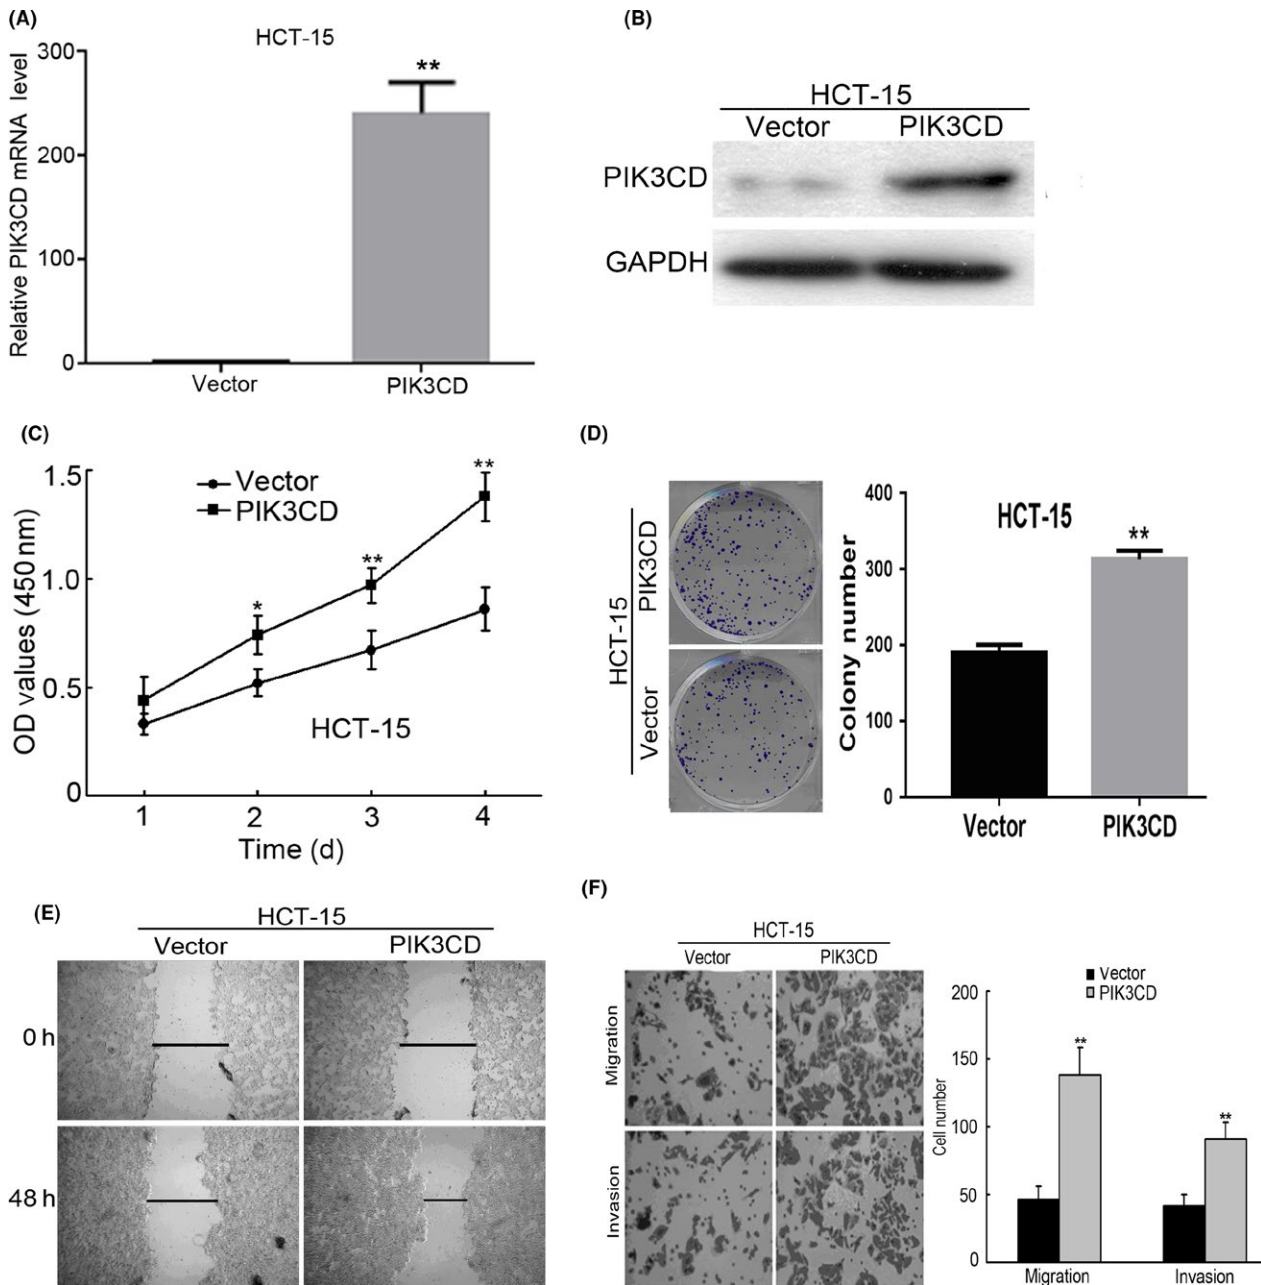 (A)
HCT-15
Relative PIK3CD mRNA level
300
200
100
0
**
Vector
PIK3CD
(B)
HCT-15
Vector
PIK3CD
PIK3CD
GAPDH
(C)
OD values (450 nm)
1.5
1.0
0.5
0
Vector
PIK3CD
*
**
**
HCT-15
1
2
3
4
Time (d)
(D)
HCT-15
PIK3CD
Vector
Colony number
400
300
200
100
0
HCT-15
**
Vector
PIK3CD
(E)
HCT-15
Vector
PIK3CD
0 h
48 h
(F)
HCT-15
Vector
PIK3CD
Migration
Invasion
Vector
PIK3CD
Cell number
200
150
100
50
0
**
**
Migration
Invasion